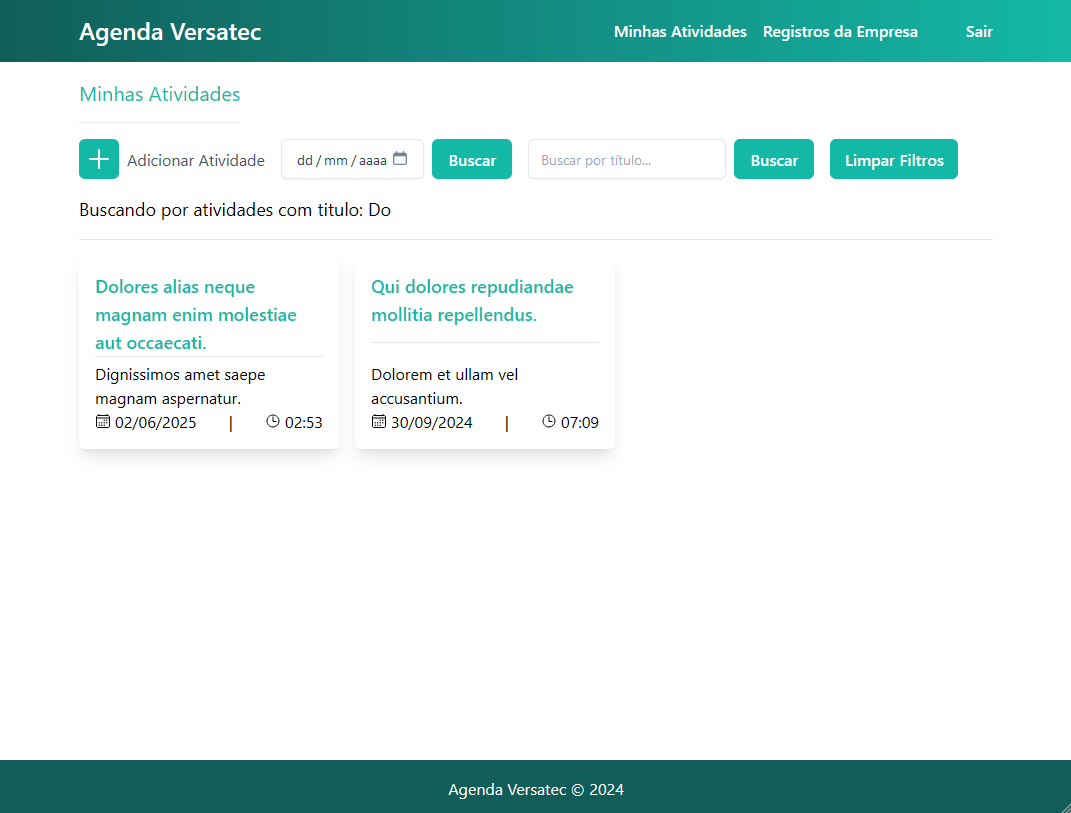 Agenda Versatec
Minhas Atividades
Registros da Empresa
Sair
Minhas Atividades
Adicionar Atividade
dd/mm/aaaa
Buscar
Buscar por título...
Buscar
Limpar Filtros
Buscando por atividades com titulo: Do
Dolores alias neque
magnam enim molestiae
aut occaecati.
Dignissimos amet saepe
magnam aspernatur.
02/06/2025 | 02:53
Qui dolores repudiandae
mollitia repellendus.
Dolorem et ullam vel
accusantium.
30/09/2024 | 07:09
Agenda Versatec © 2024